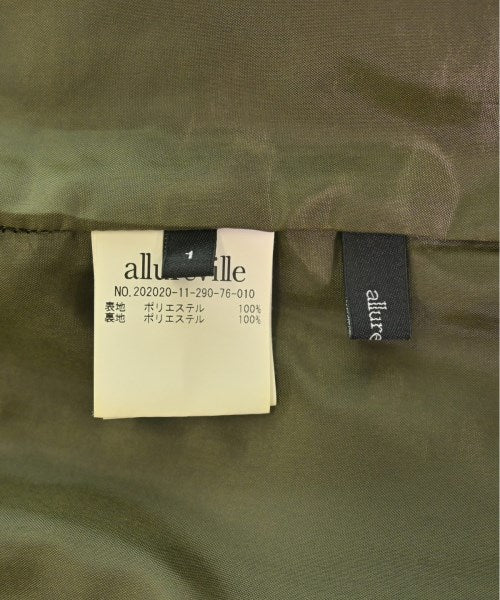 1
allureville
NO.202020-11-290-76-010
表地 ポリエステル 100%
裏地 ポリエステル 100%
allure